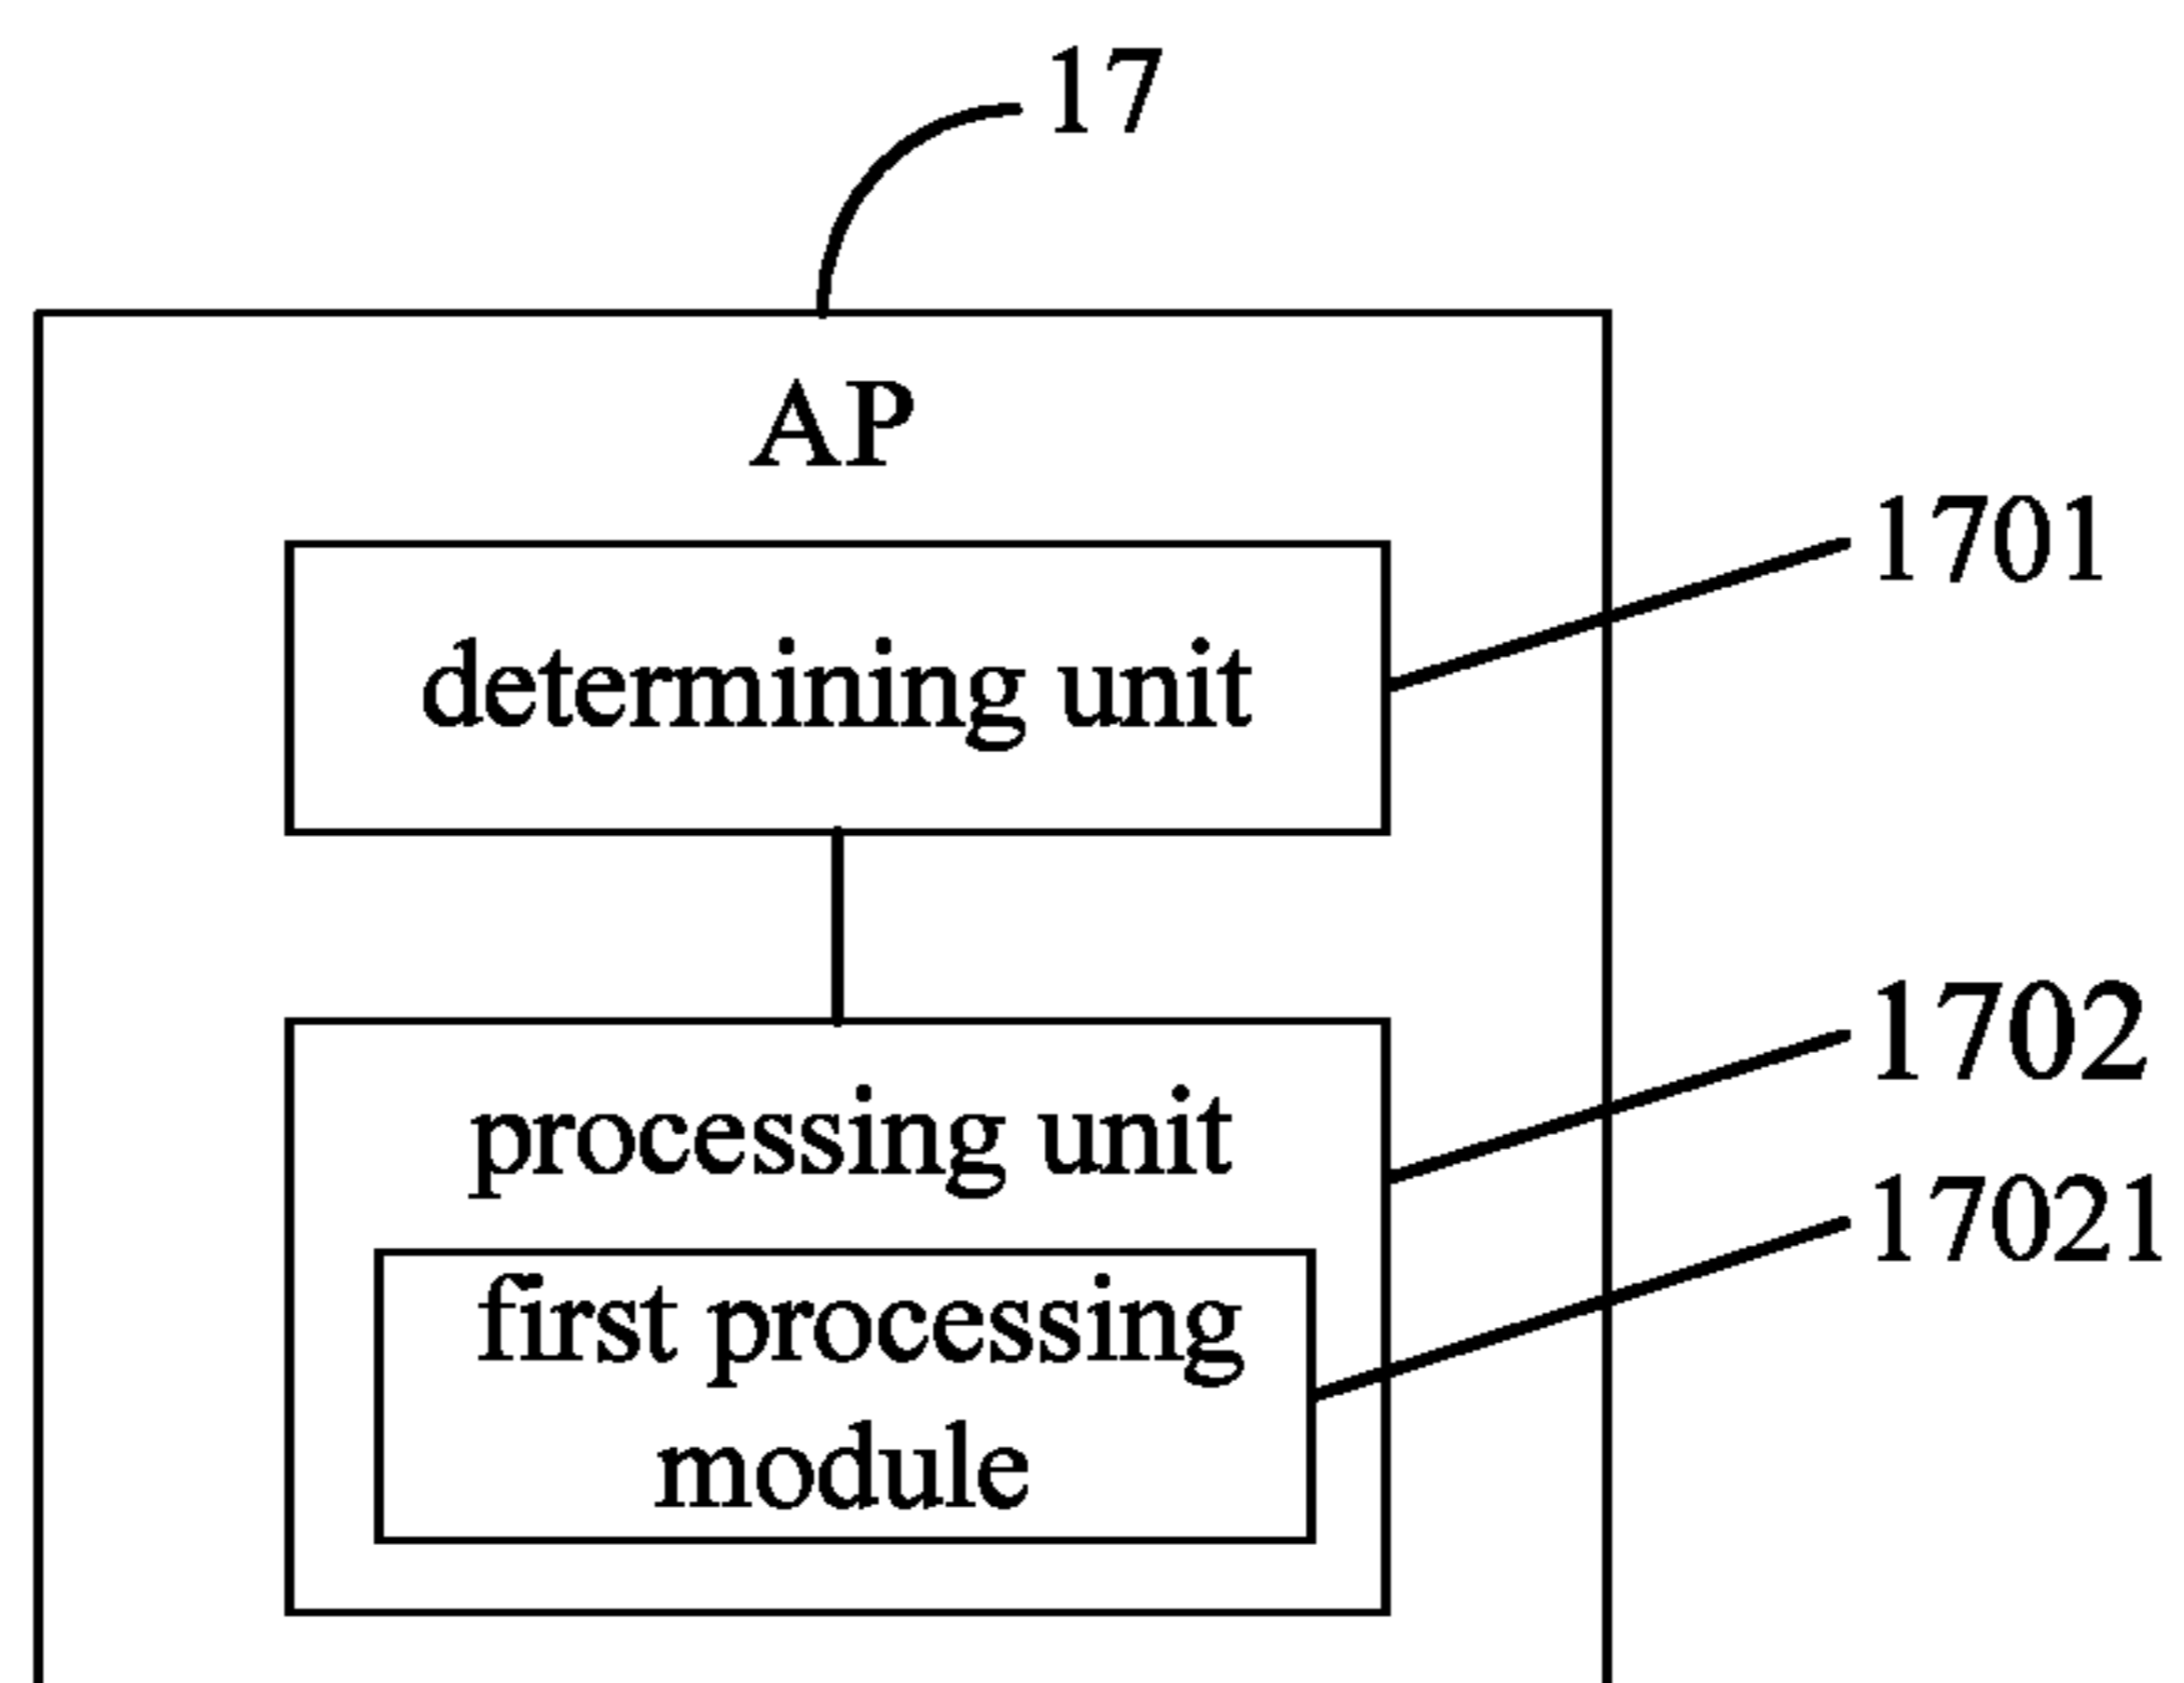 17
AP
1701
determining unit
1702
processing unit
17021
first processing
module